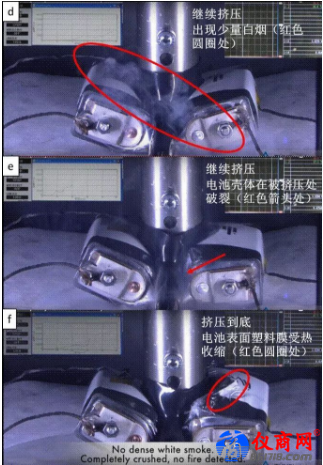 d
继续挤压
出现少量白烟（红色
圆圈处）
e
继续挤压
电池壳体在被挤压处
破裂（红色箭头处）
f
挤压到底
电池表面塑料膜受热
收缩（红色圆圈处）
No dense white smoke.
Completely crushed, no fire detected.
仪商网